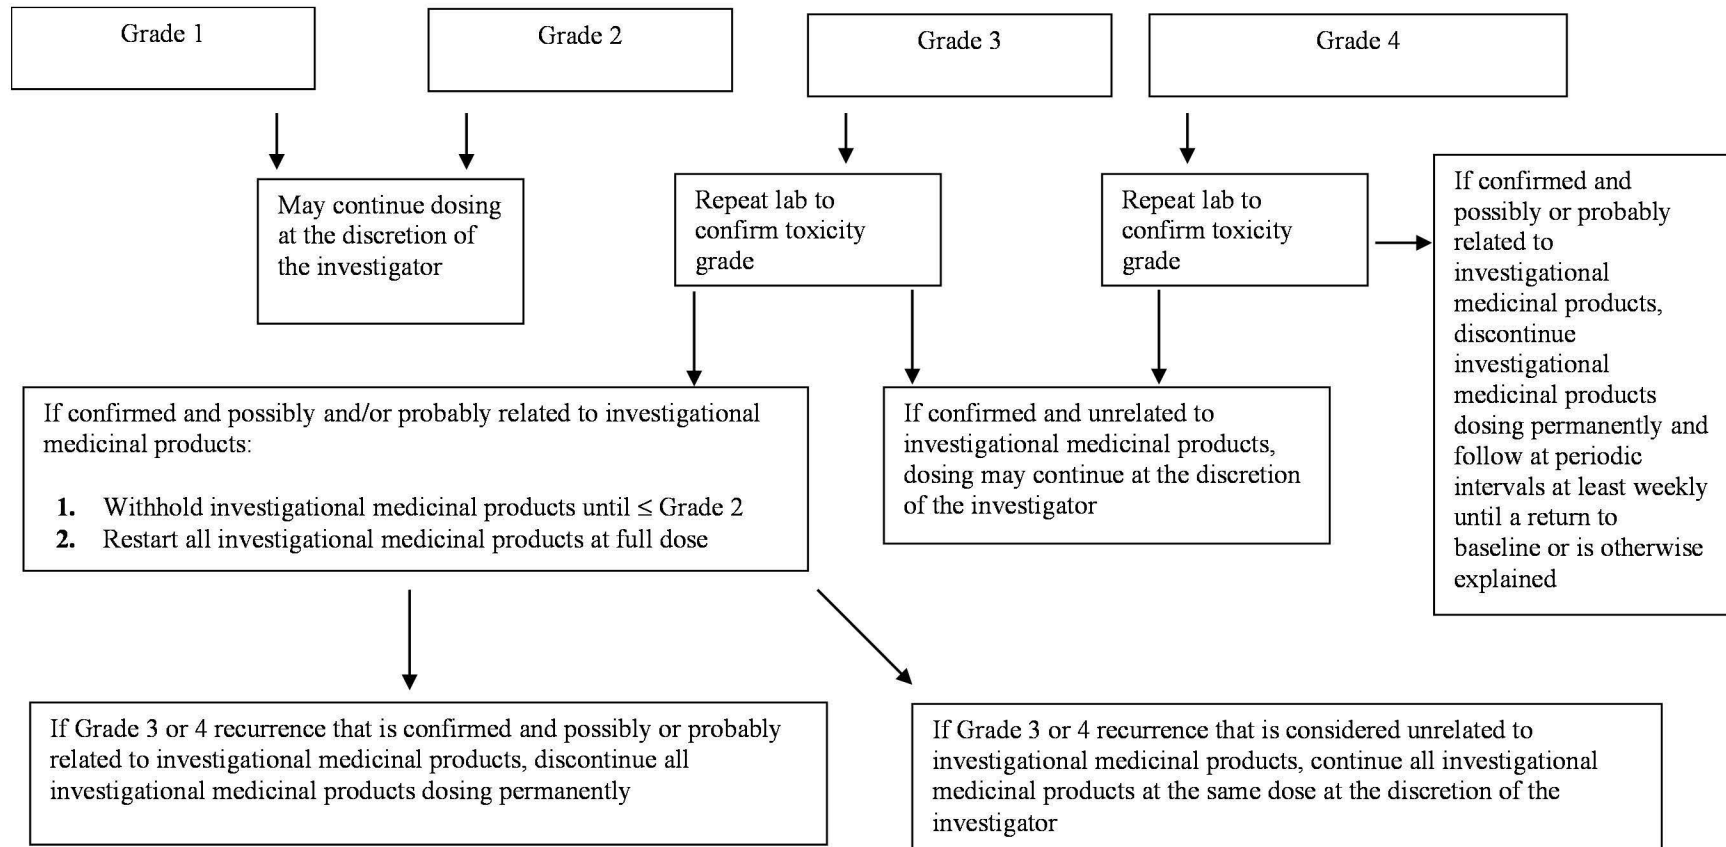 Grade 1
Grade 2
Grade 3
Grade 4
May continue dosing
at the discretion of
the investigator
Repeat lab to
confirm toxicity
grade
Repeat lab to
confirm toxicity
grade
If confirmed and
possibly or probably
related to
investigational
medicinal products,
discontinue
investigational
medicinal products
dosing permanently and
follow at periodic
intervals at least weekly
until a return to
baseline or is otherwise
explained
If confirmed and possibly and/or probably related to investigational
medicinal products:
1. Withhold investigational medicinal products until ≤ Grade 2
2. Restart all investigational medicinal products at full dose
If confirmed and unrelated to
investigational medicinal products,
dosing may continue at the discretion
of the investigator
If Grade 3 or 4 recurrence that is confirmed and possibly or probably
related to investigational medicinal products, discontinue all
investigational medicinal products dosing permanently
If Grade 3 or 4 recurrence that is considered unrelated to
investigational medicinal products, continue all investigational
medicinal products at the same dose at the discretion of the
investigator